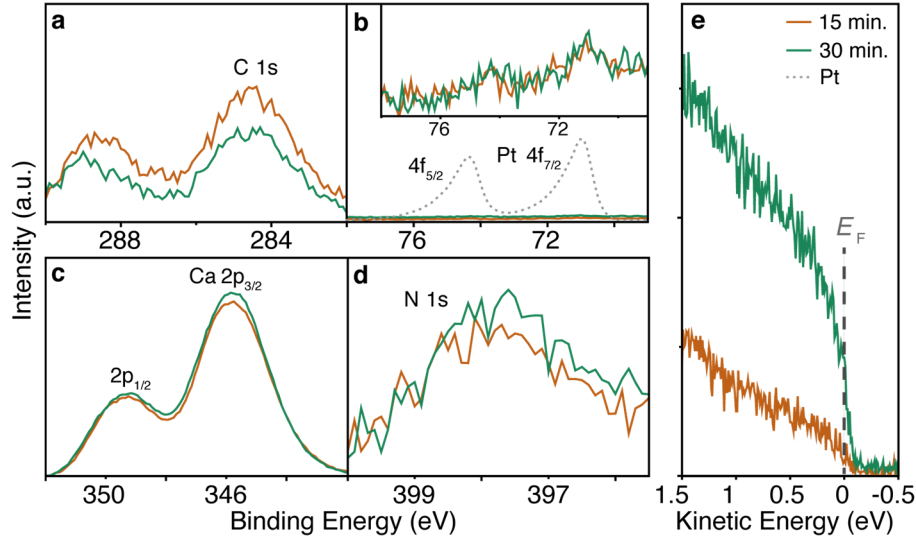 a
C 1s
288
284
b
76
72
4f5/2
Pt 4f7/2
76
72
c
Ca 2p3/2
2p1/2
350
346
d
N 1s
399
397
e
15 min.
30 min.
Pt
EF
1.5
1
0.5
0
-0.5
Intensity (a.u.)
Binding Energy (eV)
Kinetic Energy (eV)